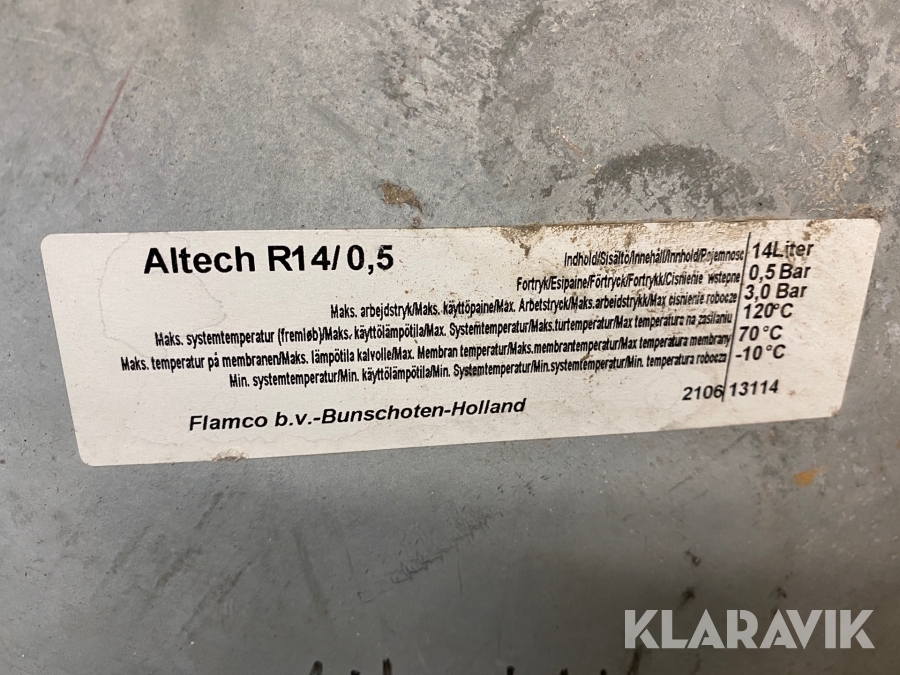 Altech R14/0,5
Indhold/Sisältö/Innehåll/Innhold/Pojemnosc 14Liter
Fortryk/Esipaine/Förtryck/Fortrykk/Cisnienie wstepne 0,5 Bar
Maks. arbejdstryk/Maks. käyttöpaine/Max. Arbetstryck/Maks.arbeidstrykk/Max cisnienie robocze 3,0 Bar
Maks. systemtemperatur (fremløb)/Maks. käyttölämpötila/Max. Systemtemperatur/Maks.turtemperatur/Max temperatura na zasilaniu 120°C
Maks. temperatur på membranen/Maks. lämpötila kalvolle/Max. Membran temperatur/Maks.membrantemperatur/Max temperatura membrany 70°C
Min. systemtemperatur/Min. käyttölämpötila/Min. Systemtemperatur/Min.systemtemperatur/Min. temperatura robocza -10°C
Flamco b.v.-Bunschoten-Holland
2106 13114
KLARAVIK